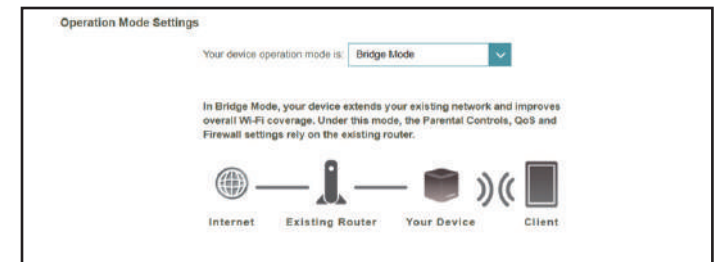 Operation Mode Settings
Your device operation mode is: Bridge Mode
In Bridge Mode, your device extends your existing network and improves
overall Wi-Fi coverage. Under this mode, the Parental Controls, QoS and
Firewall settings rely on the existing router.
Internet Existing Router Your Device Client